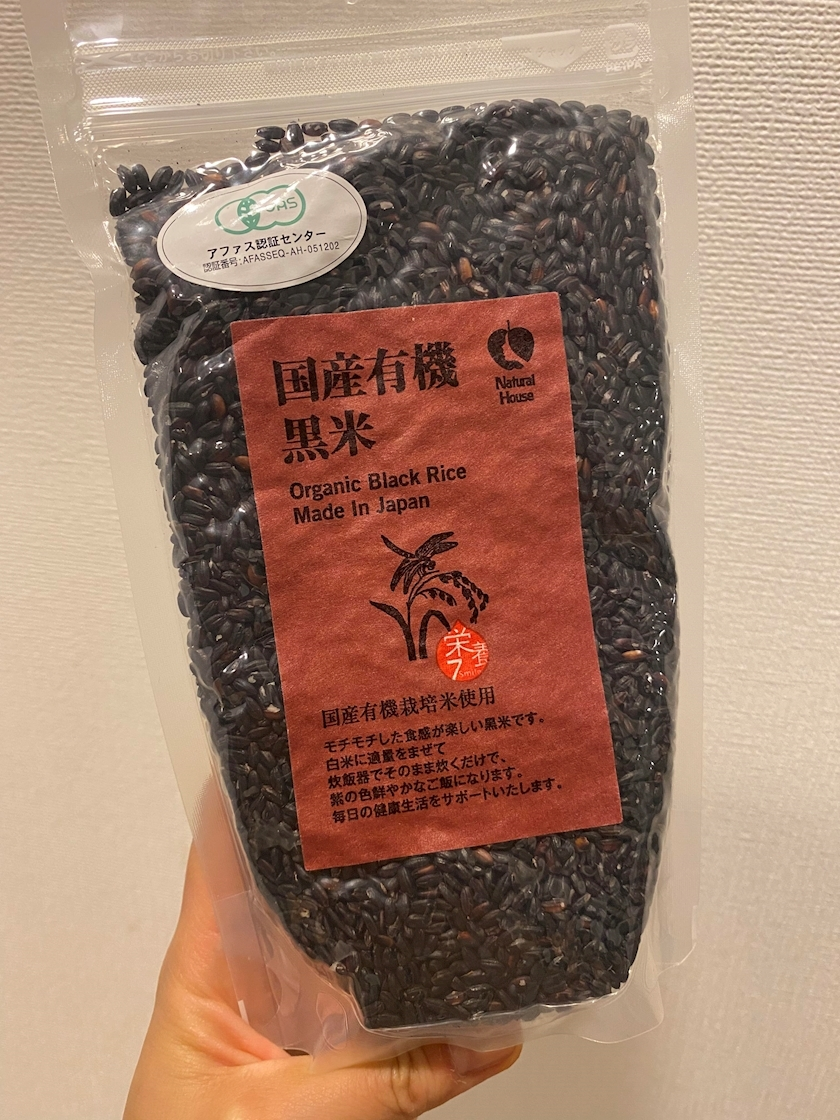 JAS
アファス認証センター
認証番号:AFASSEQ-AH-051202
国産有機
黒米
Natural
House
Organic Black Rice
Made In Japan
栄養
7
国産有機栽培米使用
モチモチした食感が楽しい黒米です。
白米に適量をまぜて
炊飯器でそのまま炊くだけで、
紫の色鮮やかなご飯になります。
毎日の健康生活をサポートいたします。